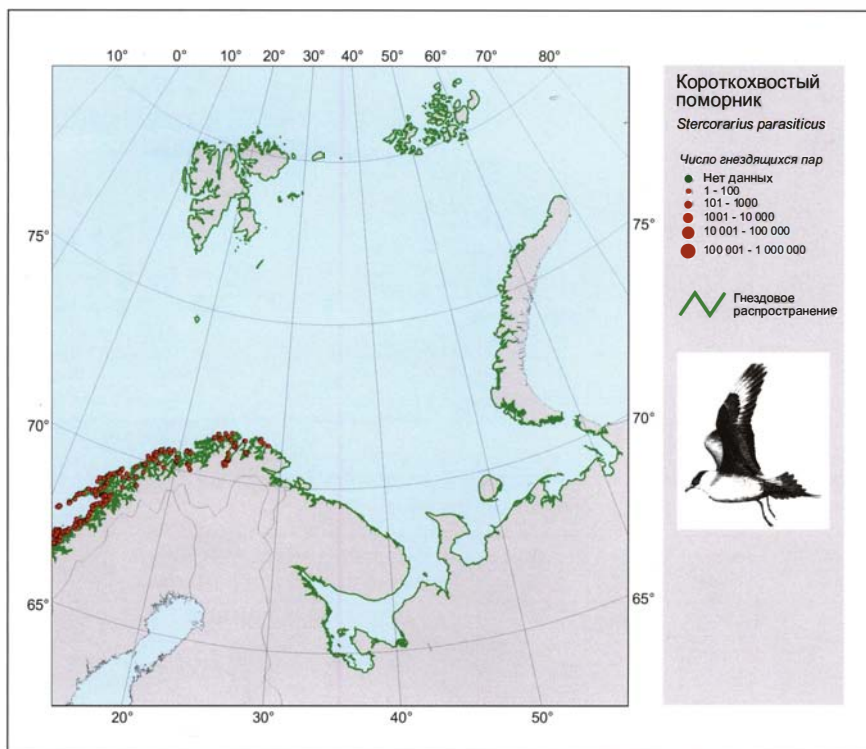 10° 0° 10° 20° 30° 40° 50° 60° 70° 80°
75° 75°
70° 70°
65° 65°
20° 30° 40° 50°
Короткохвостый
поморник
Stercorarius parasiticus
Число гнездящихся пар
Нет данных
1 - 100
101 - 1000
1001 - 10 000
10 001 - 100 000
100 001 - 1 000 000
Гнездовое
распространение